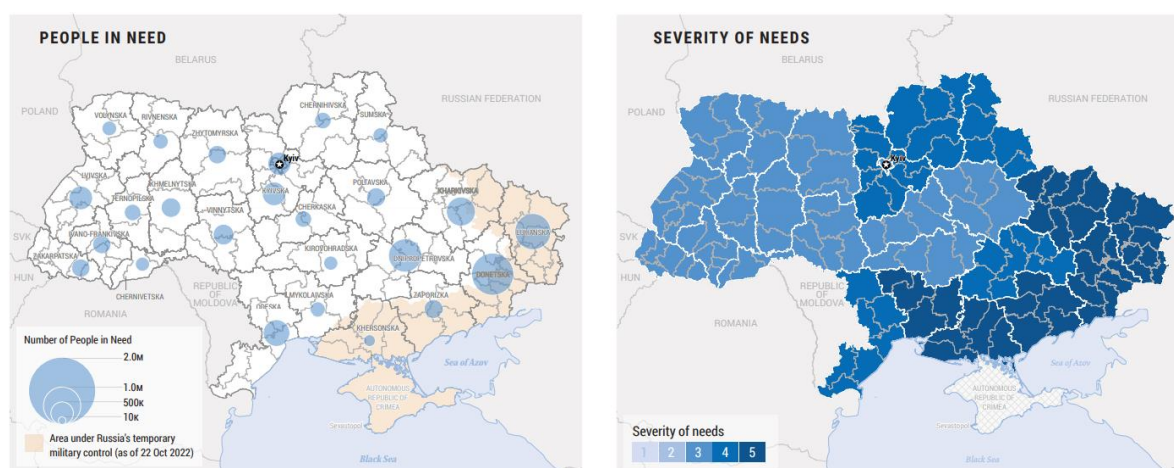 PEOPLE IN NEED
BELARUS
POLAND
RUSSIAN FEDERATION
CHERNIHIVSKA
VOLYNSKA
RIVNENSKA
SUMSKA
ZHYTOMYRSKA
Kyiv
LVIVSKA
KHMELNYTSKA
KYIVSKA
POLTAVSKA
KHARKIVSKA
TERNOPILSKA
VINNYTSKA
CHERKASKA
LUHANSKA
SVK
IVANO-FRANKIVSKA
KIROVOHRADSKA
DNIPROPETROVSKA
ZAKARPATSKA
DONETSKA
HUN
CHERNIVETSKA
REPUBLIC
OF
MOLDOVA
MYKOLAIVSKA
ZAPORIZKA
ODESKA
ROMANIA
KHERSONSKA
Sea of Azov
AUTONOMOUS
REPUBLIC OF
CRIMEA
Sevastopol
Black Sea
Number of People in Need
2.0M
1.0M
500K
10K
Area under Russia's temporary
military control (as of 22 Oct 2022)
SEVERITY OF NEEDS
BELARUS
POLAND
RUSSIAN FEDERATION
Kyiv
SVK
HUN
REPUBLIC
OF
MOLDOVA
ROMANIA
Sea of Azov
AUTONOMOUS
REPUBLIC OF
CRIMEA
Sevastopol
Black Sea
Severity of needs
1 2 3 4 5